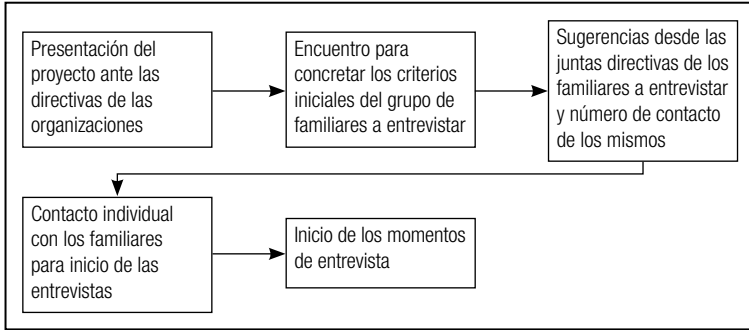 Presentación del
proyecto ante las
directivas de las
organizaciones
Encuentro para
concretar los criterios
iniciales del grupo de
familiares a entrevistar
Sugerencias desde las
juntas directivas de los
familiares a entrevistar
y número de contacto
de los mismos
Contacto individual
con los familiares
para inicio de las
entrevistas
Inicio de los momentos
de entrevista